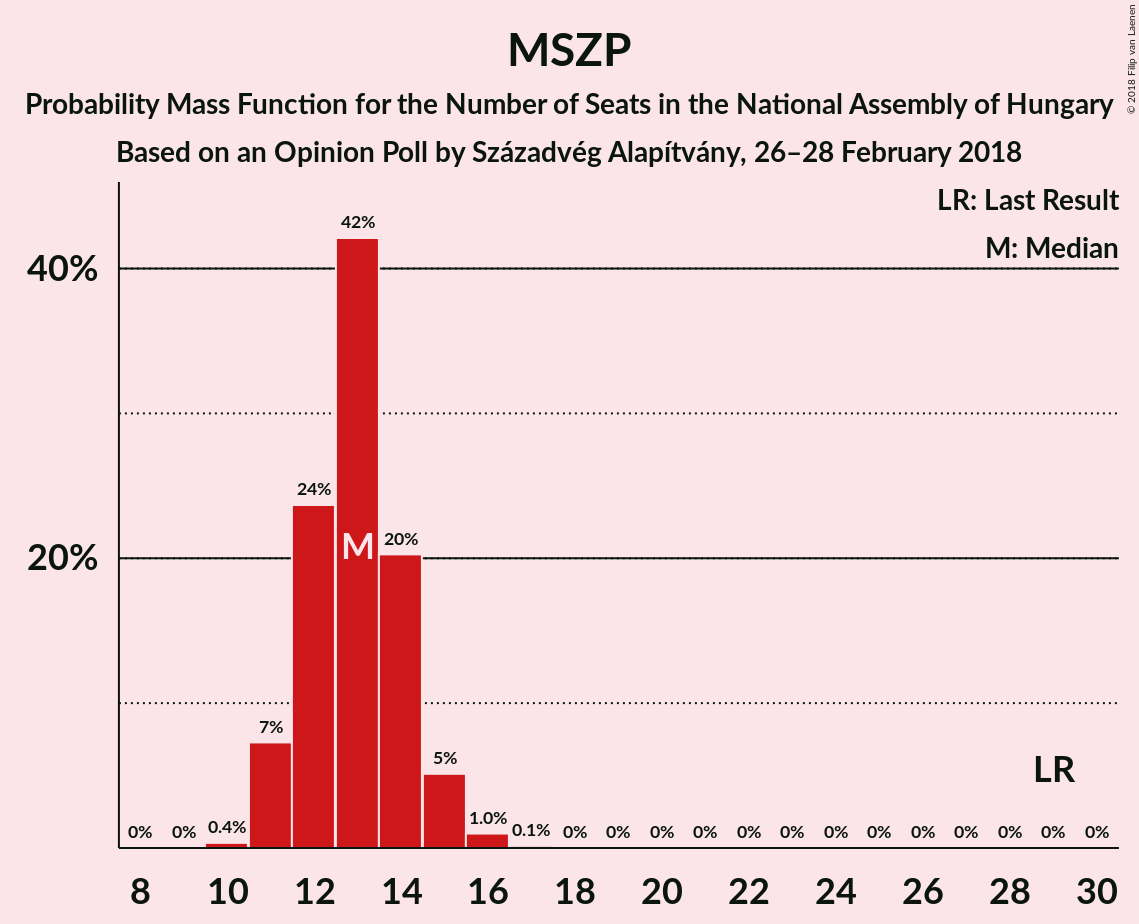 MSZP
Probability Mass Function for the Number of Seats in the National Assembly of Hungary
Based on an Opinion Poll by Századvég Alapítvány, 26–28 February 2018
© 2018 Filip van Laenen
LR: Last Result
M: Median
40%
20%
0% 0% 0.4% 7% 24% 42% 20% 5% 1.0% 0.1% 0% 0% 0% 0% 0% 0% 0% 0% 0% 0% 0% 0% 0%
M
LR
8 10 12 14 16 18 20 22 24 26 28 30